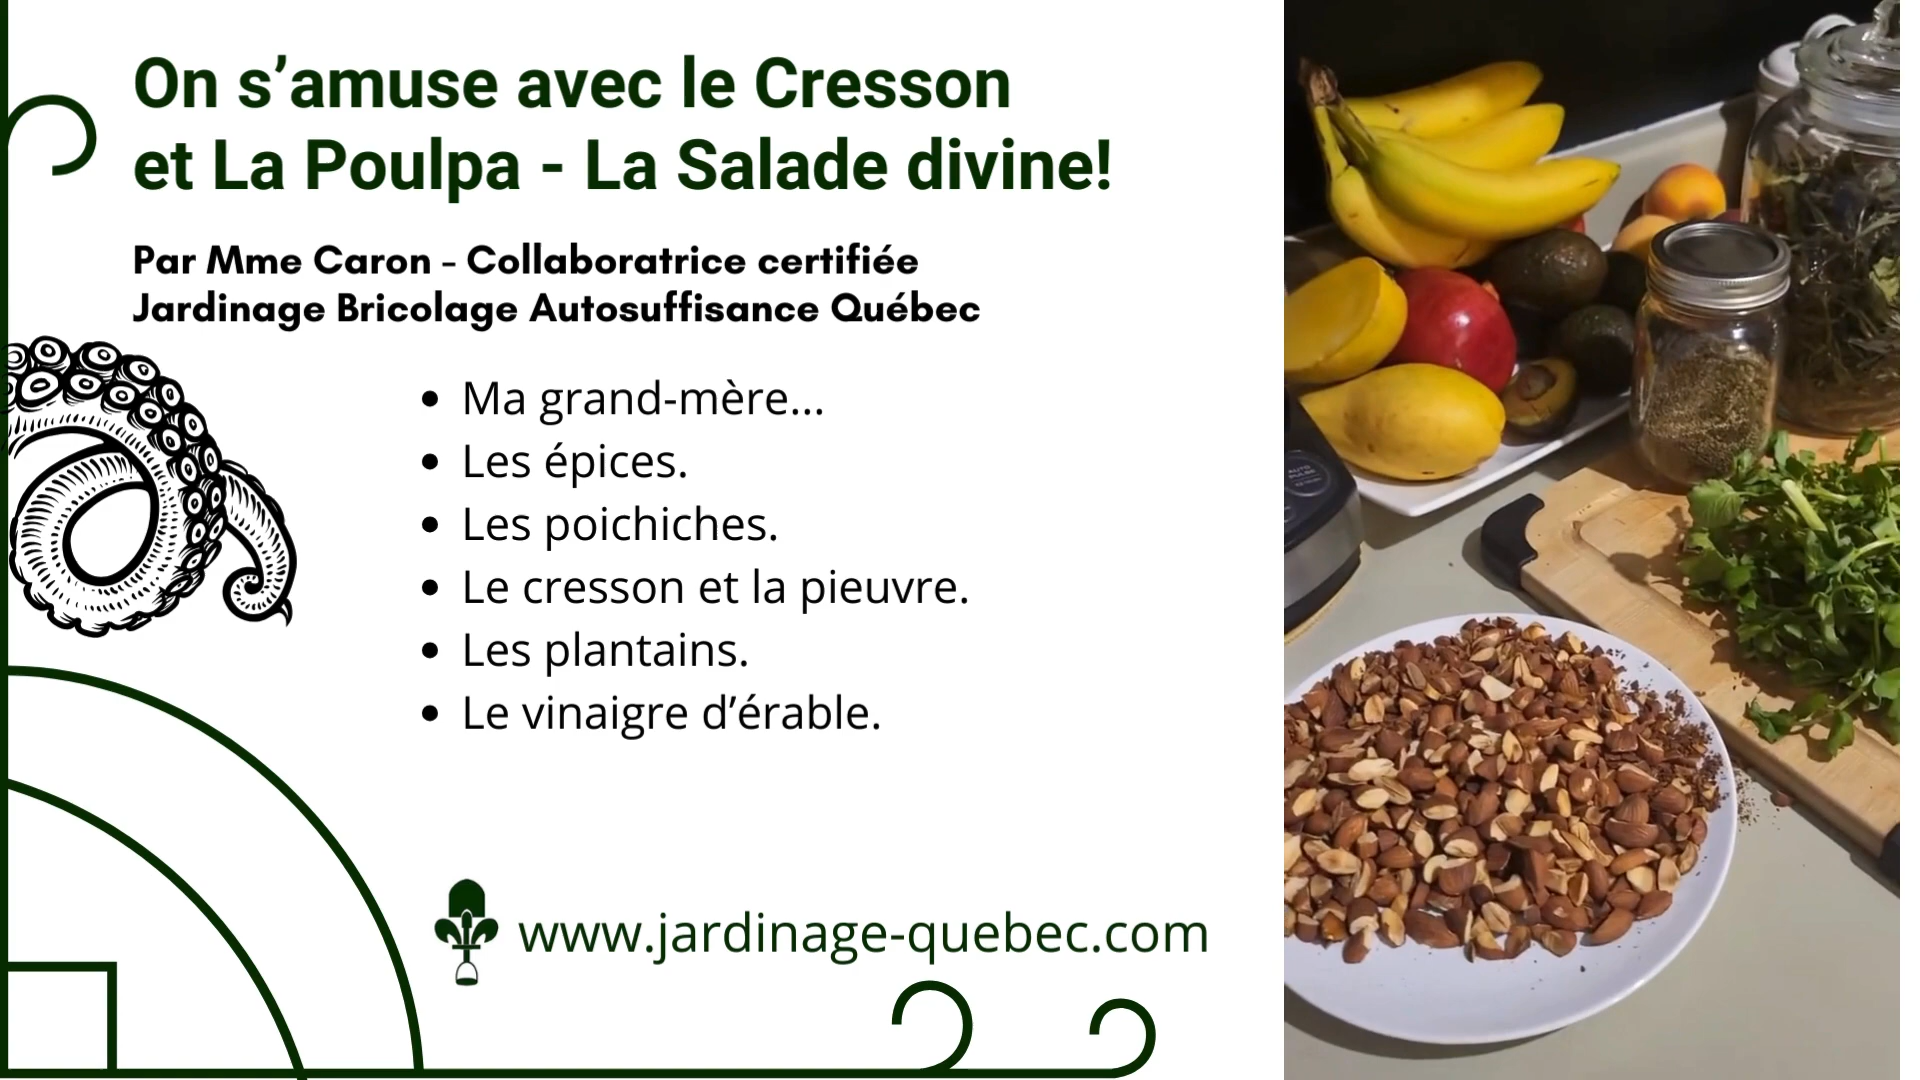 On s’amuse avec le Cresson
et La Poulpa - La Salade divine!
Par Mme Caron - Collaboratrice certifiée
Jardinage Bricolage Autosuffisance Québec
• Ma grand-mère...
• Les épices.
• Les poichiches.
• Le cresson et la pieuvre.
• Les plantains.
• Le vinaigre d’érable.
www.jardinage-quebec.com